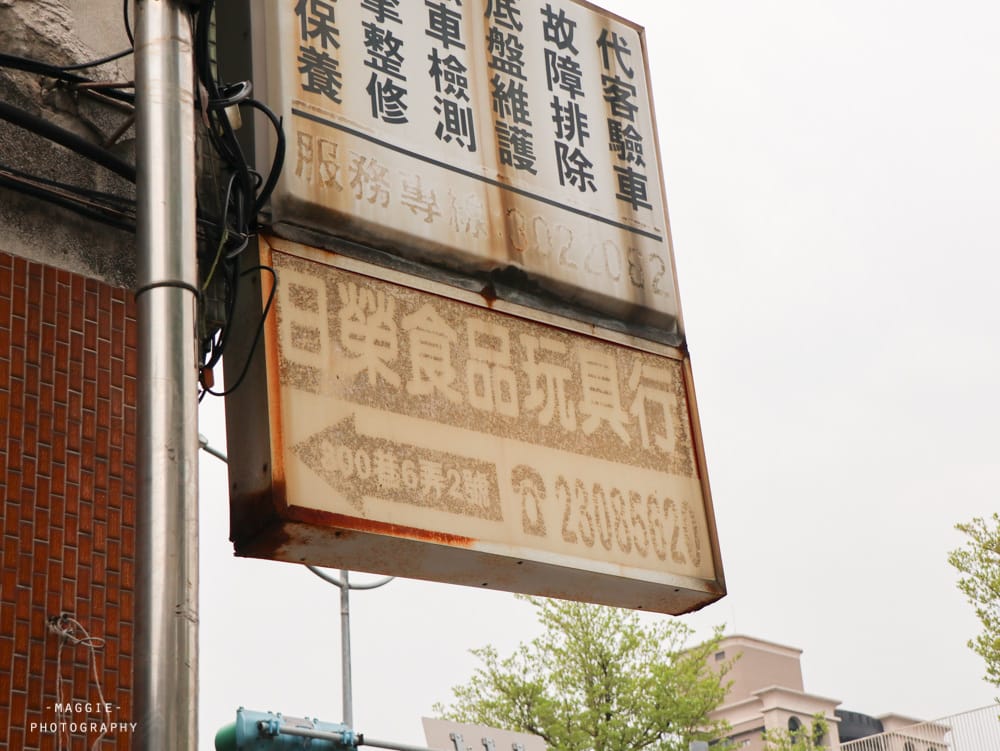 代客驗車
故障排除
底盤維護
車檢測
擎整修
保養
服務專線:3022082
日榮食品玩具行
300巷6弄2號
☎23085620
-MAGGIE-
PHOTOGRAPHY